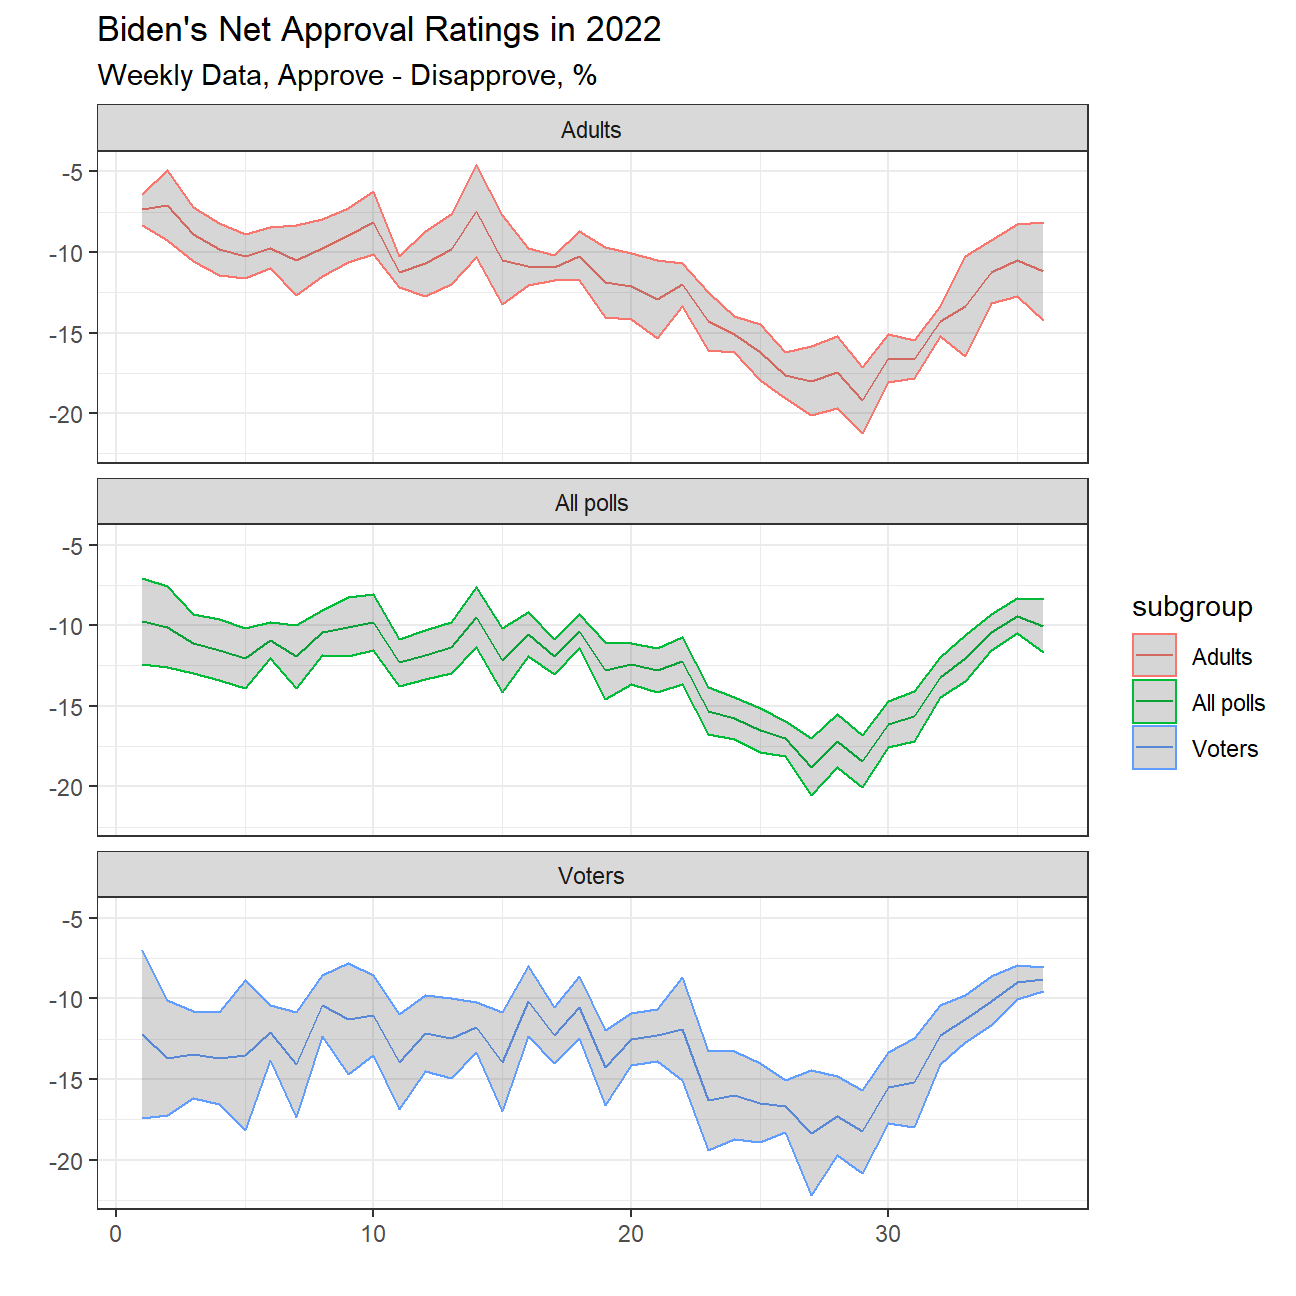 Biden's Net Approval Ratings in 2022
Weekly Data, Approve - Disapprove, %
Adults
-5
-10
-15
-20
All polls
-5
-10
-15
-20
Voters
-5
-10
-15
-20
0 10 20 30
subgroup
Adults
All polls
Voters